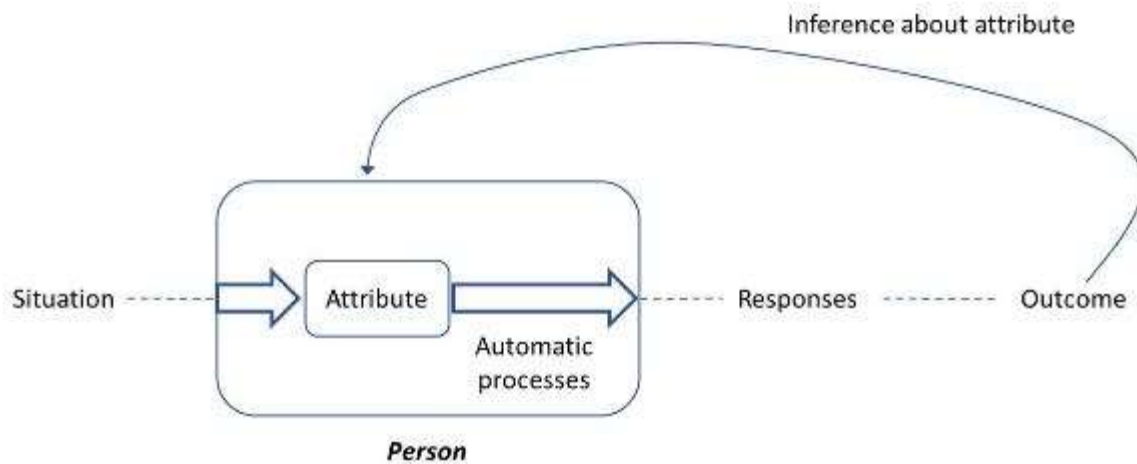 Inference about attribute
Situation
Attribute
Responses
Outcome
Automatic
processes
Person